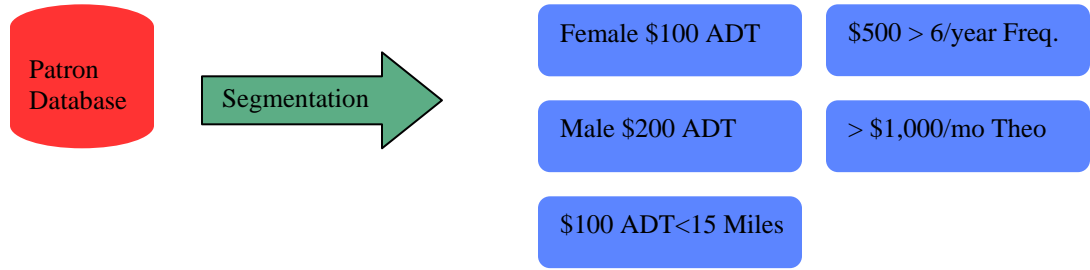 Patron
Database
Segmentation
Female $100 ADT
$500 > 6/year Freq.
Male $200 ADT
> $1,000/mo Theo
$100 ADT<15 Miles